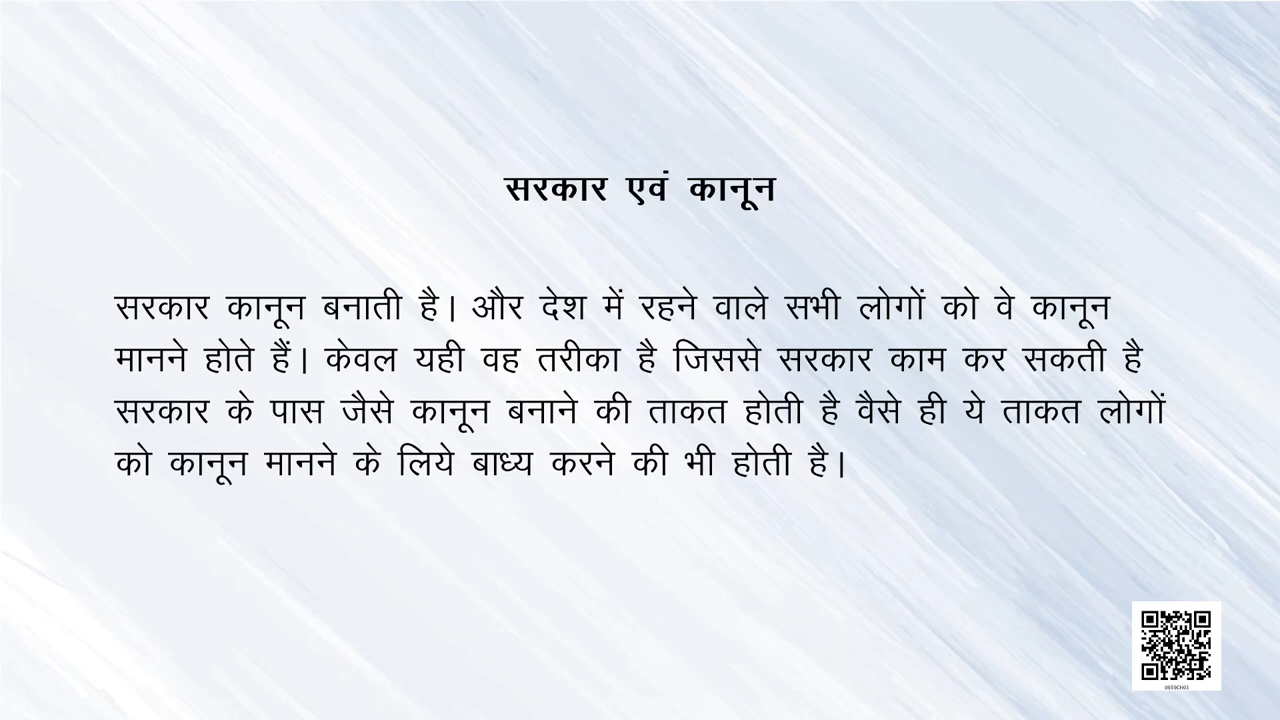 सरकार एवं कानून
सरकार कानून बनाती है। और देश में रहने वाले सभी लोगों को वे कानून
मानने होते हैं। केवल यही वह तरीका है जिससे सरकार काम कर सकती है
सरकार के पास जैसे कानून बनाने की ताकत होती है वैसे ही ये ताकत लोगों
को कानून मानने के लिये बाध्य करने की भी होती है।